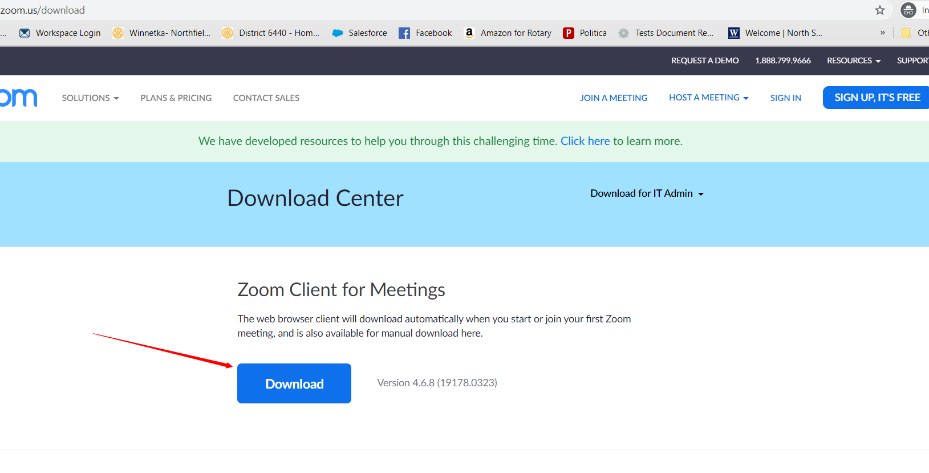 zoom.us/download
In
... Workspace Login Winnetka- Northfiel... District 6440 - Hom... Salesforce Facebook Amazon for Rotary Politica Tests Document Re... Welcome | North S... » Ot
REQUEST A DEMO 1.888.799.9666 RESOURCES SUPPORT
om SOLUTIONS PLANS & PRICING CONTACT SALES JOIN A MEETING HOST A MEETING SIGN IN SIGN UP, IT'S FREE
We have developed resources to help you through this challenging time. Click here to learn more.
Download Center Download for IT Admin
Zoom Client for Meetings
The web browser client will download automatically when you start or join your first Zoom
meeting, and is also available for manual download here.
Download Version 4.6.8 (19178.0323)